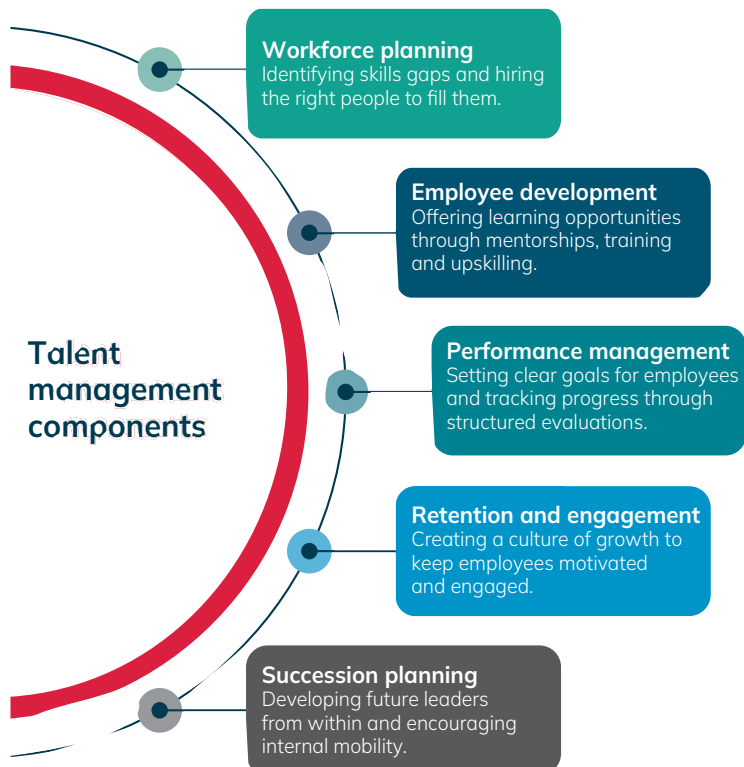 Workforce planning
Identifying skills gaps and hiring
the right people to fill them.
Employee development
Offering learning opportunities
through mentorships, training
and upskilling.
Talent
management
components
Performance management
Setting clear goals for employees
and tracking progress through
structured evaluations.
Retention and engagement
Creating a culture of growth to
keep employees motivated
and engaged.
Succession planning
Developing future leaders
from within and encouraging
internal mobility.